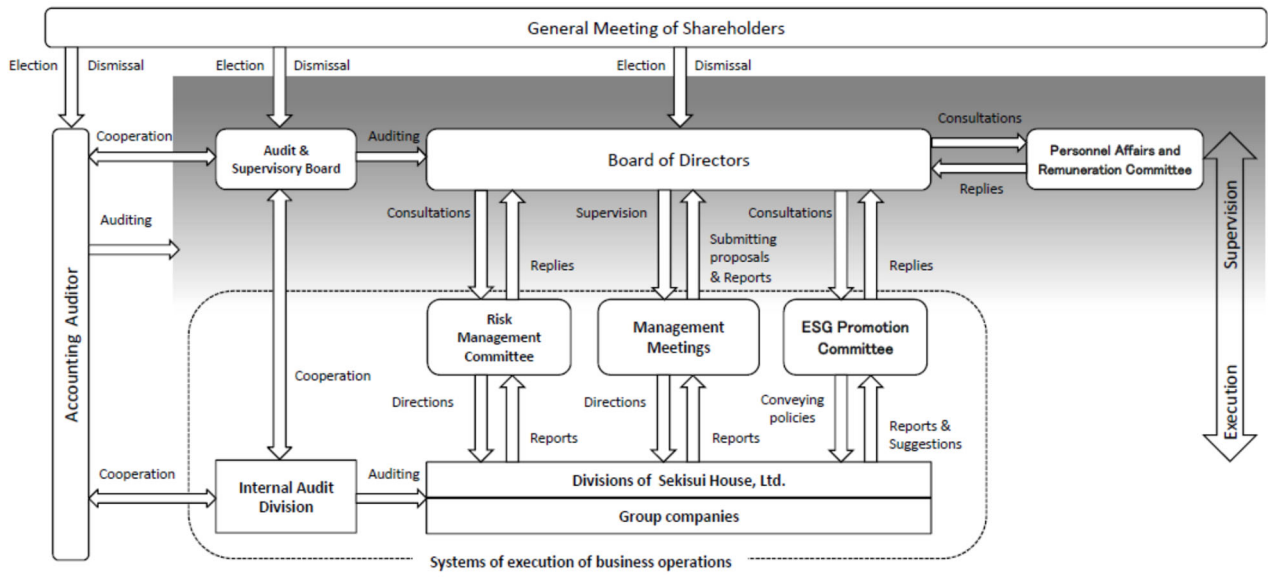 General Meeting of Shareholders
Election
Dismissal
Election
Dismissal
Election
Dismissal
Cooperation
Audit &
Supervisory Board
Auditing
Board of Directors
Consultations
Replies
Personnel Affairs and
Remuneration Committee
Auditing
Consultations
Replies
Supervision
Submitting
proposals
& Reports
Consultations
Replies
Supervision
Execution
Accounting Auditor
Risk
Management
Committee
Management
Meetings
ESG Promotion
Committee
Cooperation
Directions
Reports
Directions
Reports
Conveying
policies
Reports &
Suggestions
Cooperation
Internal Audit
Division
Auditing
Divisions of Sekisui House, Ltd.
Group companies
Systems of execution of business operations